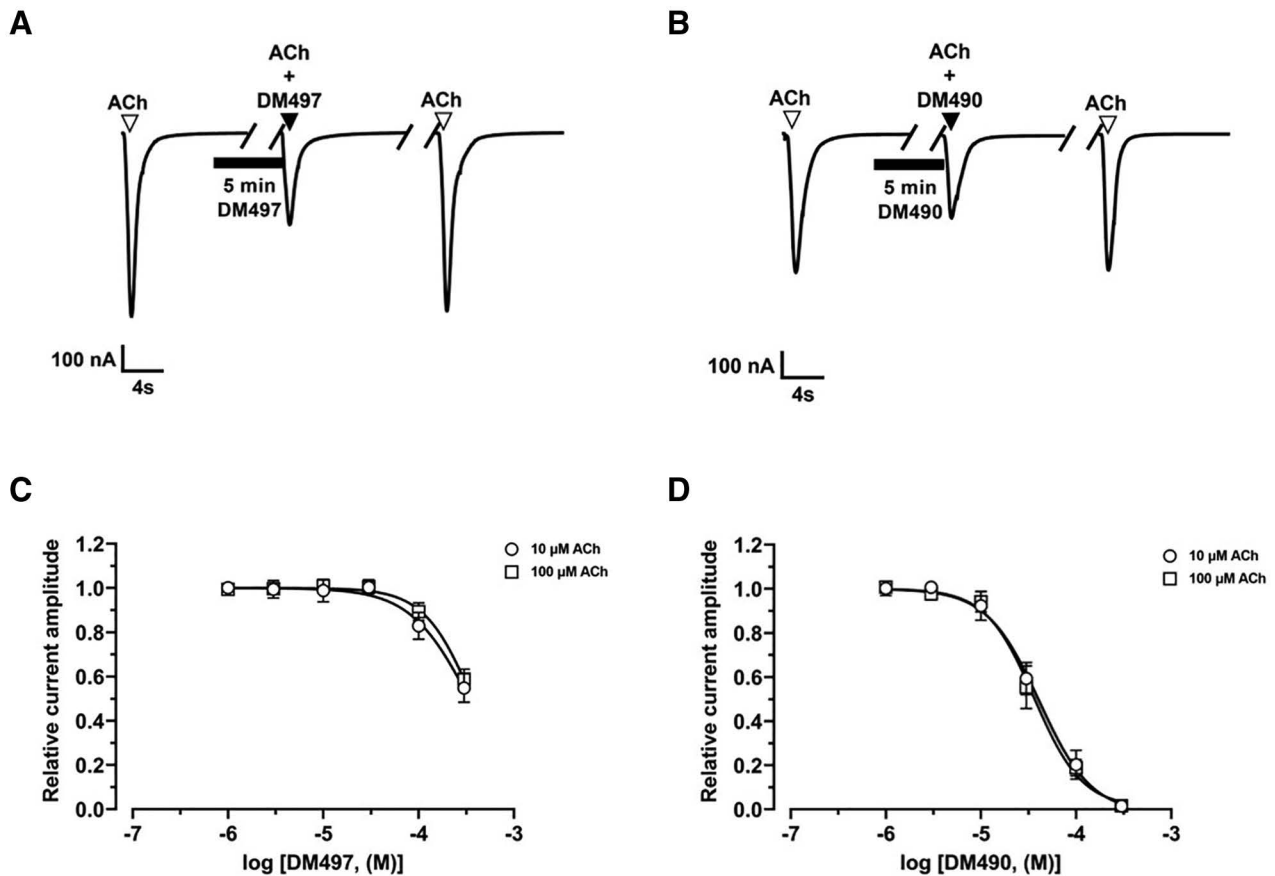 A
ACh
ACh
+
DM497
ACh
5 min
DM497
100 nA
4s
B
ACh
ACh
+
DM490
ACh
5 min
DM490
100 nA
4s
C
Relative current amplitude
1.2
1.0
0.8
0.6
0.4
0.2
0.0
-7
-6
-5
-4
-3
log [DM497, (M)]
10 µM ACh
100 µM ACh
D
Relative current amplitude
1.2
1.0
0.8
0.6
0.4
0.2
0.0
-7
-6
-5
-4
-3
log [DM490, (M)]
10 µM ACh
100 µM ACh